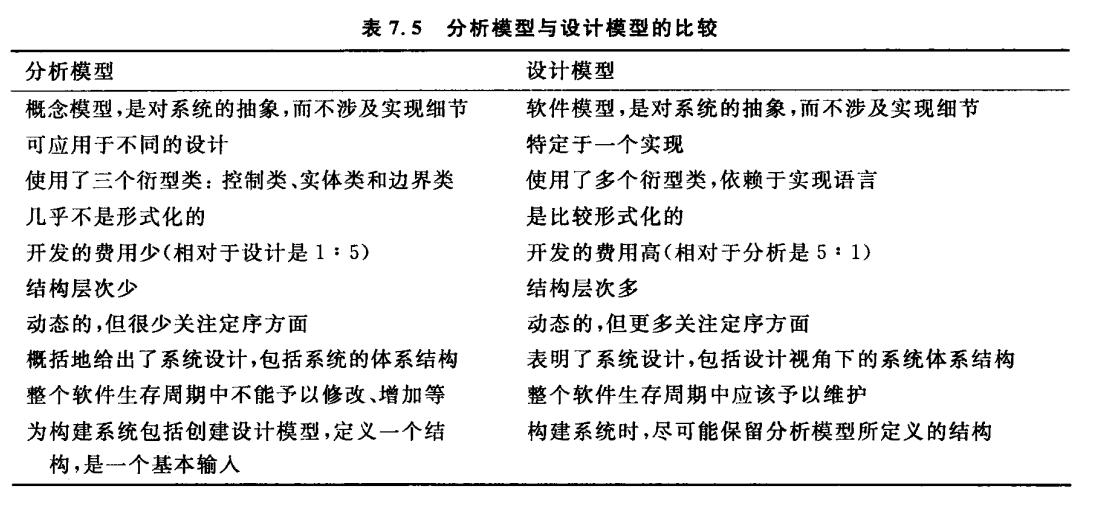 表 7.5 分析模型与设计模型的比较
分析模型 设计模型
概念模型,是对系统的抽象,而不涉及实现细节 软件模型,是对系统的抽象,而不涉及实现细节
可应用于不同的设计 特定于一个实现
使用了三个衍型类：控制类、实体类和边界类 使用了多个衍型类,依赖于实现语言
几乎不是形式化的 是比较形式化的
开发的费用少(相对于设计是 1：5) 开发的费用高(相对于分析是 5：1)
结构层次少 结构层次多
动态的,但很少关注定序方面 动态的,但更多关注定序方面
概括地给出了系统设计,包括系统的体系结构 表明了系统设计,包括设计视角下的系统体系结构
整个软件生存周期中不能予以修改、增加等 整个软件生存周期中应该予以维护
为构建系统包括创建设计模型,定义一个结 构建系统时,尽可能保留分析模型所定义的结构
构,是一个基本输入